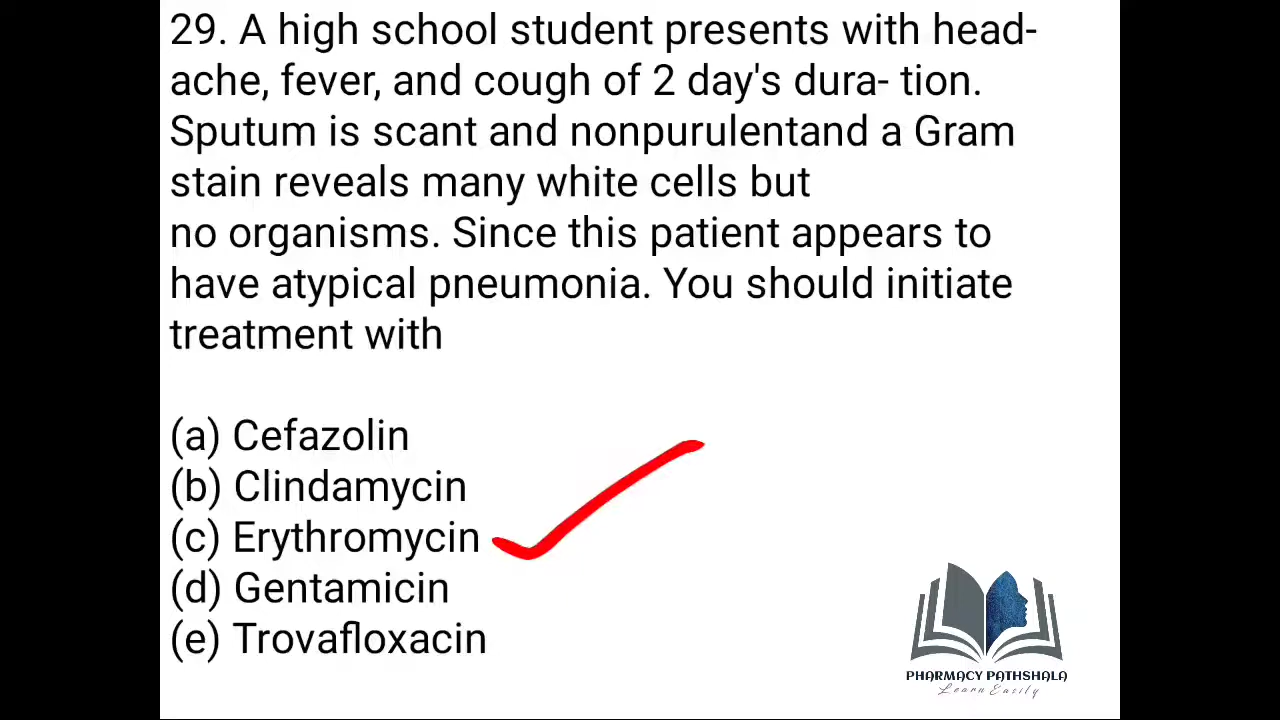 29. A high school student presents with head-
ache, fever, and cough of 2 day's dura- tion.
Sputum is scant and nonpurulentand a Gram
stain reveals many white cells but
no organisms. Since this patient appears to
have atypical pneumonia. You should initiate
treatment with
(a) Cefazolin
(b) Clindamycin
(c) Erythromycin
(d) Gentamicin
(e) Trovafloxacin
PHARMACY PATHSHALA
Learn Easily